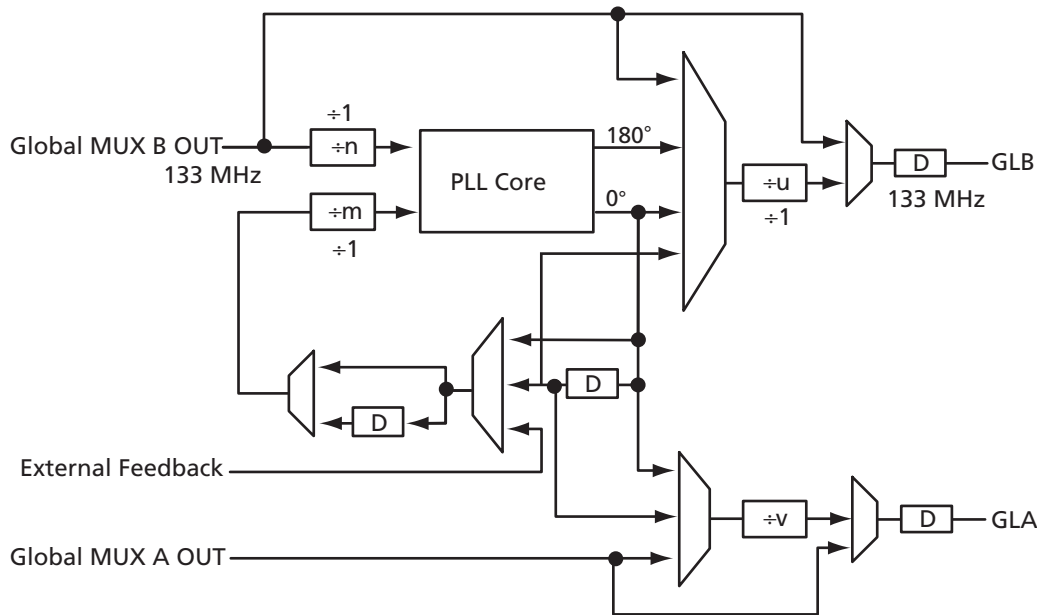 ÷1
Global MUX B OUT
÷n
180°
133 MHz
PLL Core
÷m
0°
÷1
÷u
÷1
D
GLB
133 MHz
D
D
External Feedback
÷v
D
GLA
Global MUX A OUT